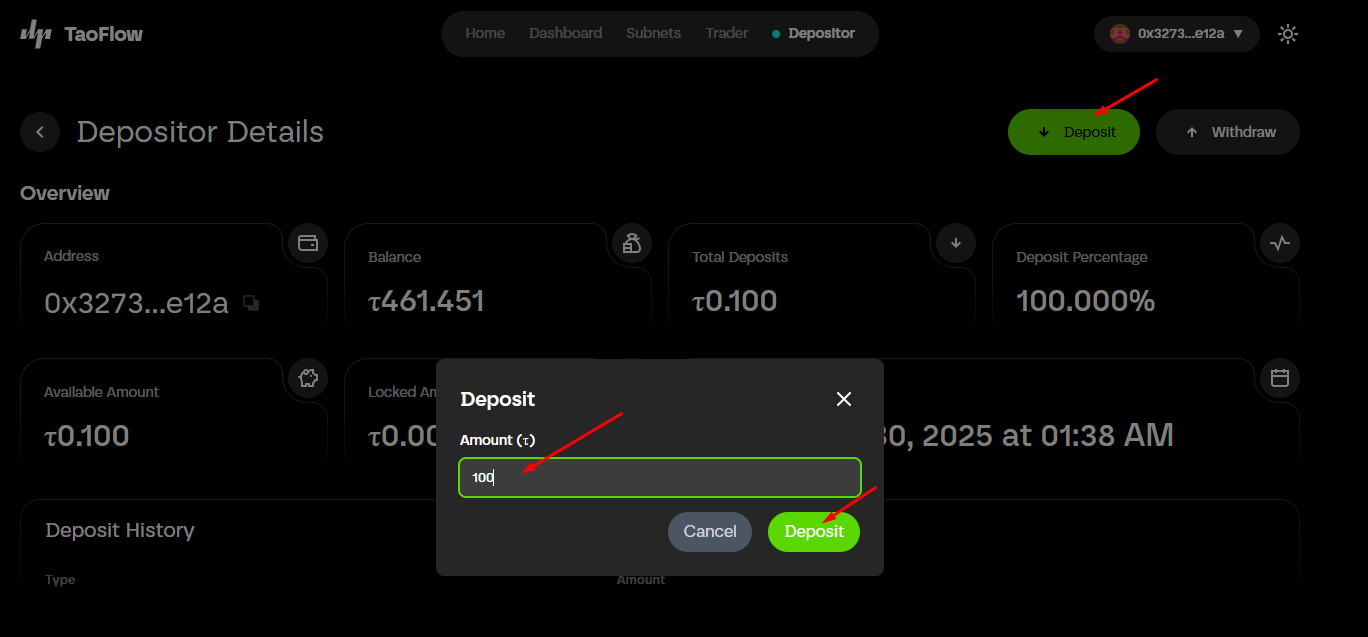 TaoFlow
Home Dashboard Subnets Trader Depositor
0x3273...e12a ▼
Depositor Details
Deposit
Withdraw
Overview
Address
0x3273...e12a
Balance
τ461.451
Total Deposits
τ0.100
Deposit Percentage
100.000%
Available Amount
τ0.100
Locked Am
τ0.00
30, 2025 at 01:38 AM
Deposit
Amount (τ)
100
Cancel
Deposit
Deposit History
Type
Amount